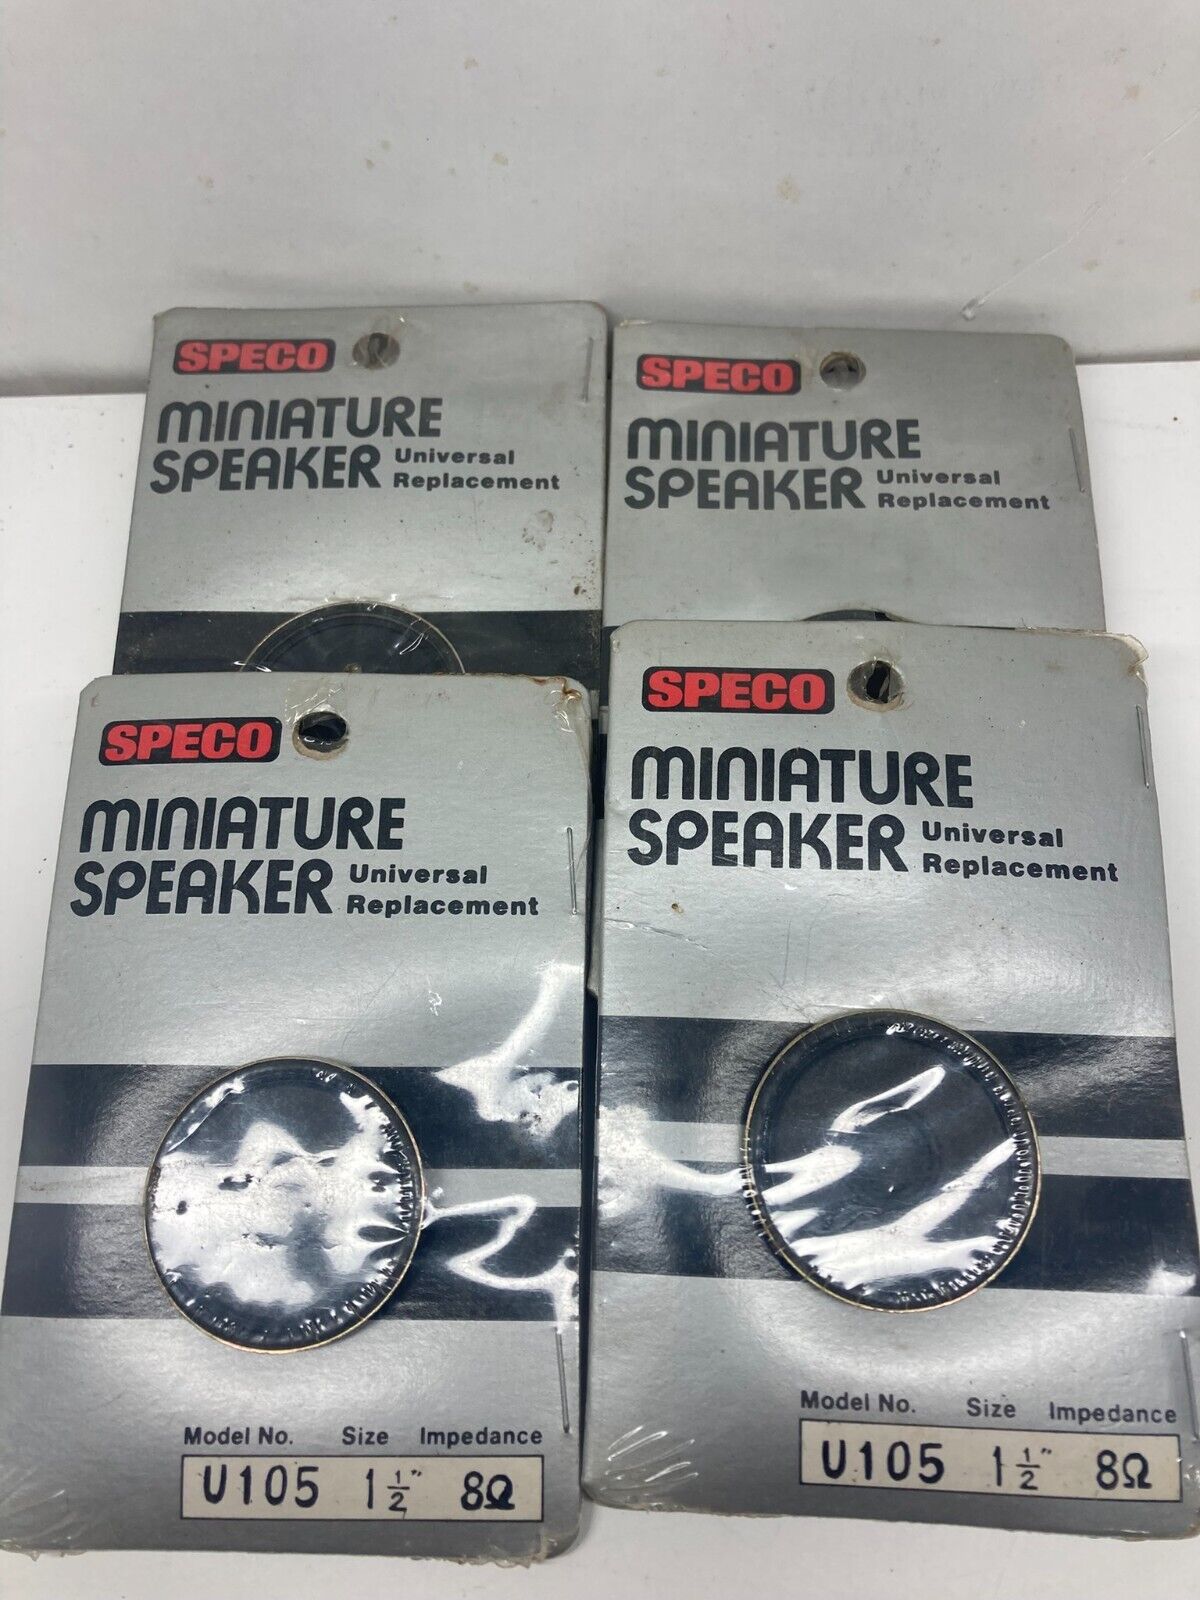 SPECO
MINIATURE
SPEAKER Universal
Replacement
SPECO
MINIATURE
SPEAKER Universal
Replacement
SPECO
MINIATURE
SPEAKER Universal
Replacement
Model No. Size Impedance
U105 1 1/2" 8Ω
SPECO
MINIATURE
SPEAKER Universal
Replacement
Model No. Size Impedance
U105 1 1/2" 8Ω